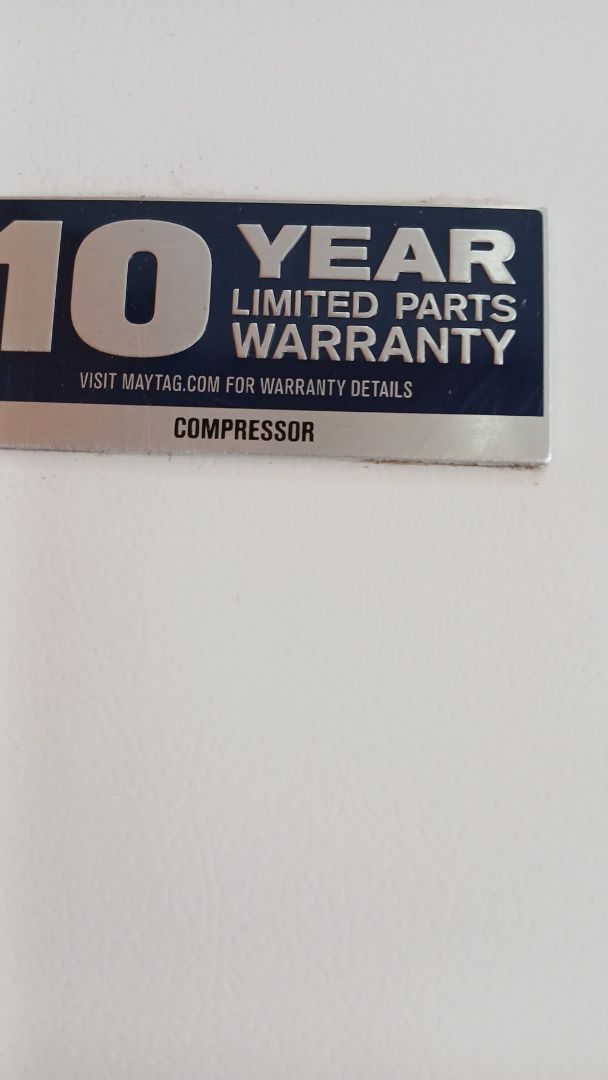 10 YEAR
LIMITED PARTS
WARRANTY
VISIT MAYTAG.COM FOR WARRANTY DETAILS
COMPRESSOR